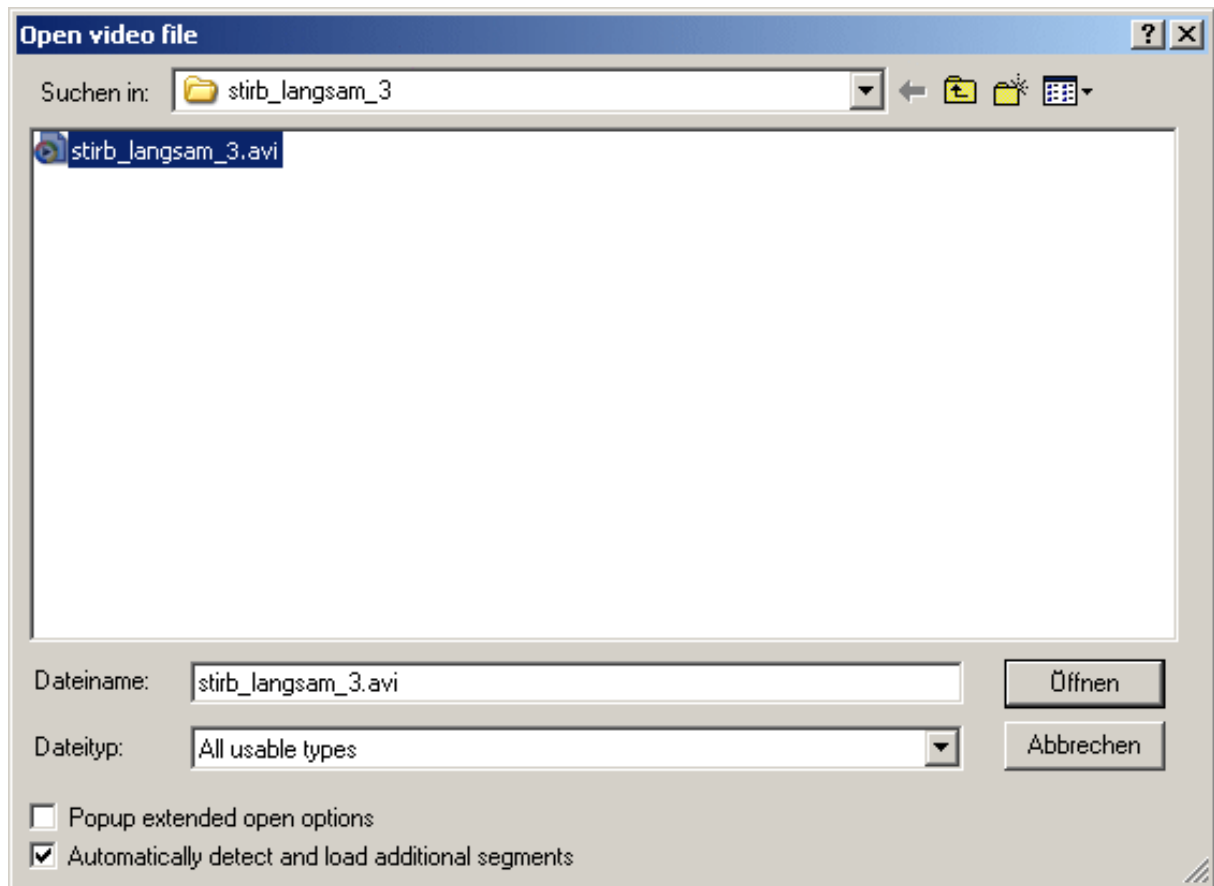 Open video file
Suchen in: stirb_langsam_3
stirb_langsam_3.avi
Dateiname: stirb_langsam_3.avi Öffnen
Dateityp: All usable types Abbrechen
Popup extended open options
Automatically detect and load additional segments